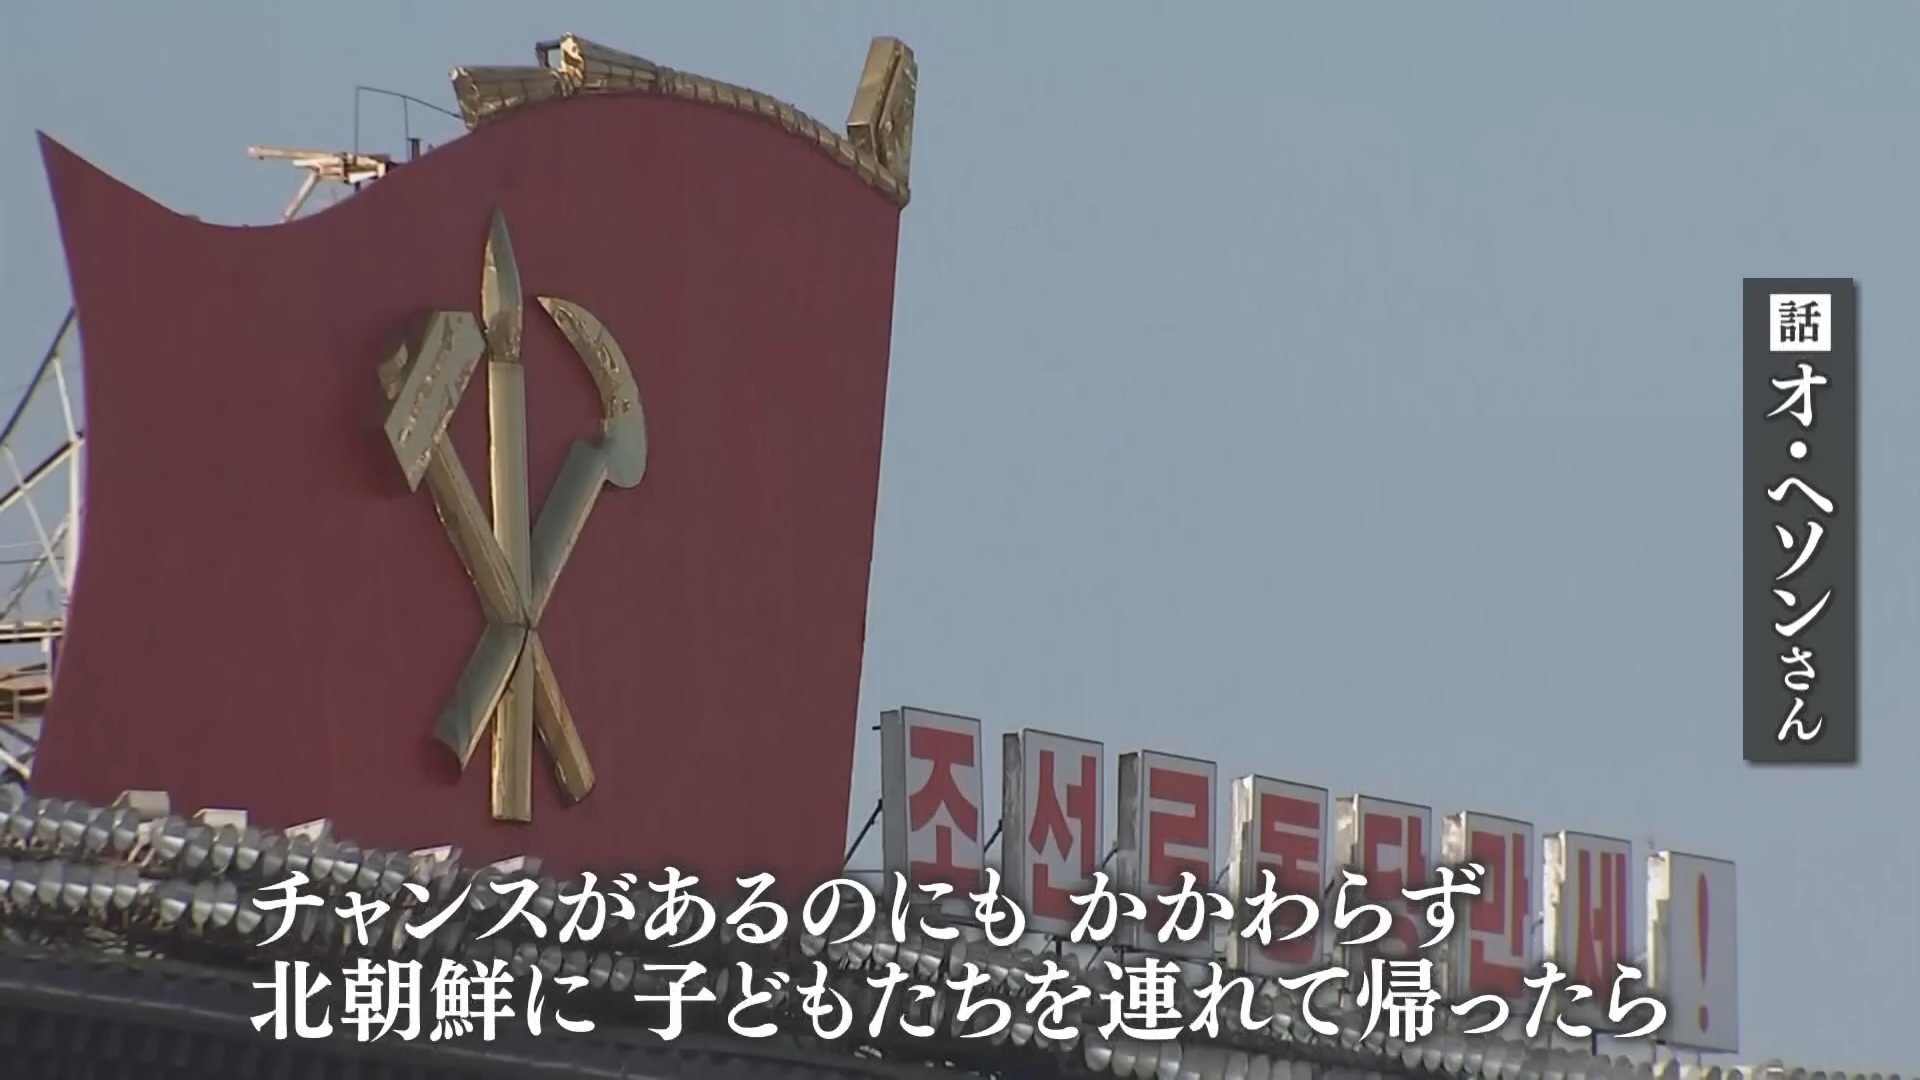 話 オ・ヘソンさん
조선로동당만세!
チャンスがあるのにも かかわらず
北朝鮮に 子どもたちを連れて帰ったら